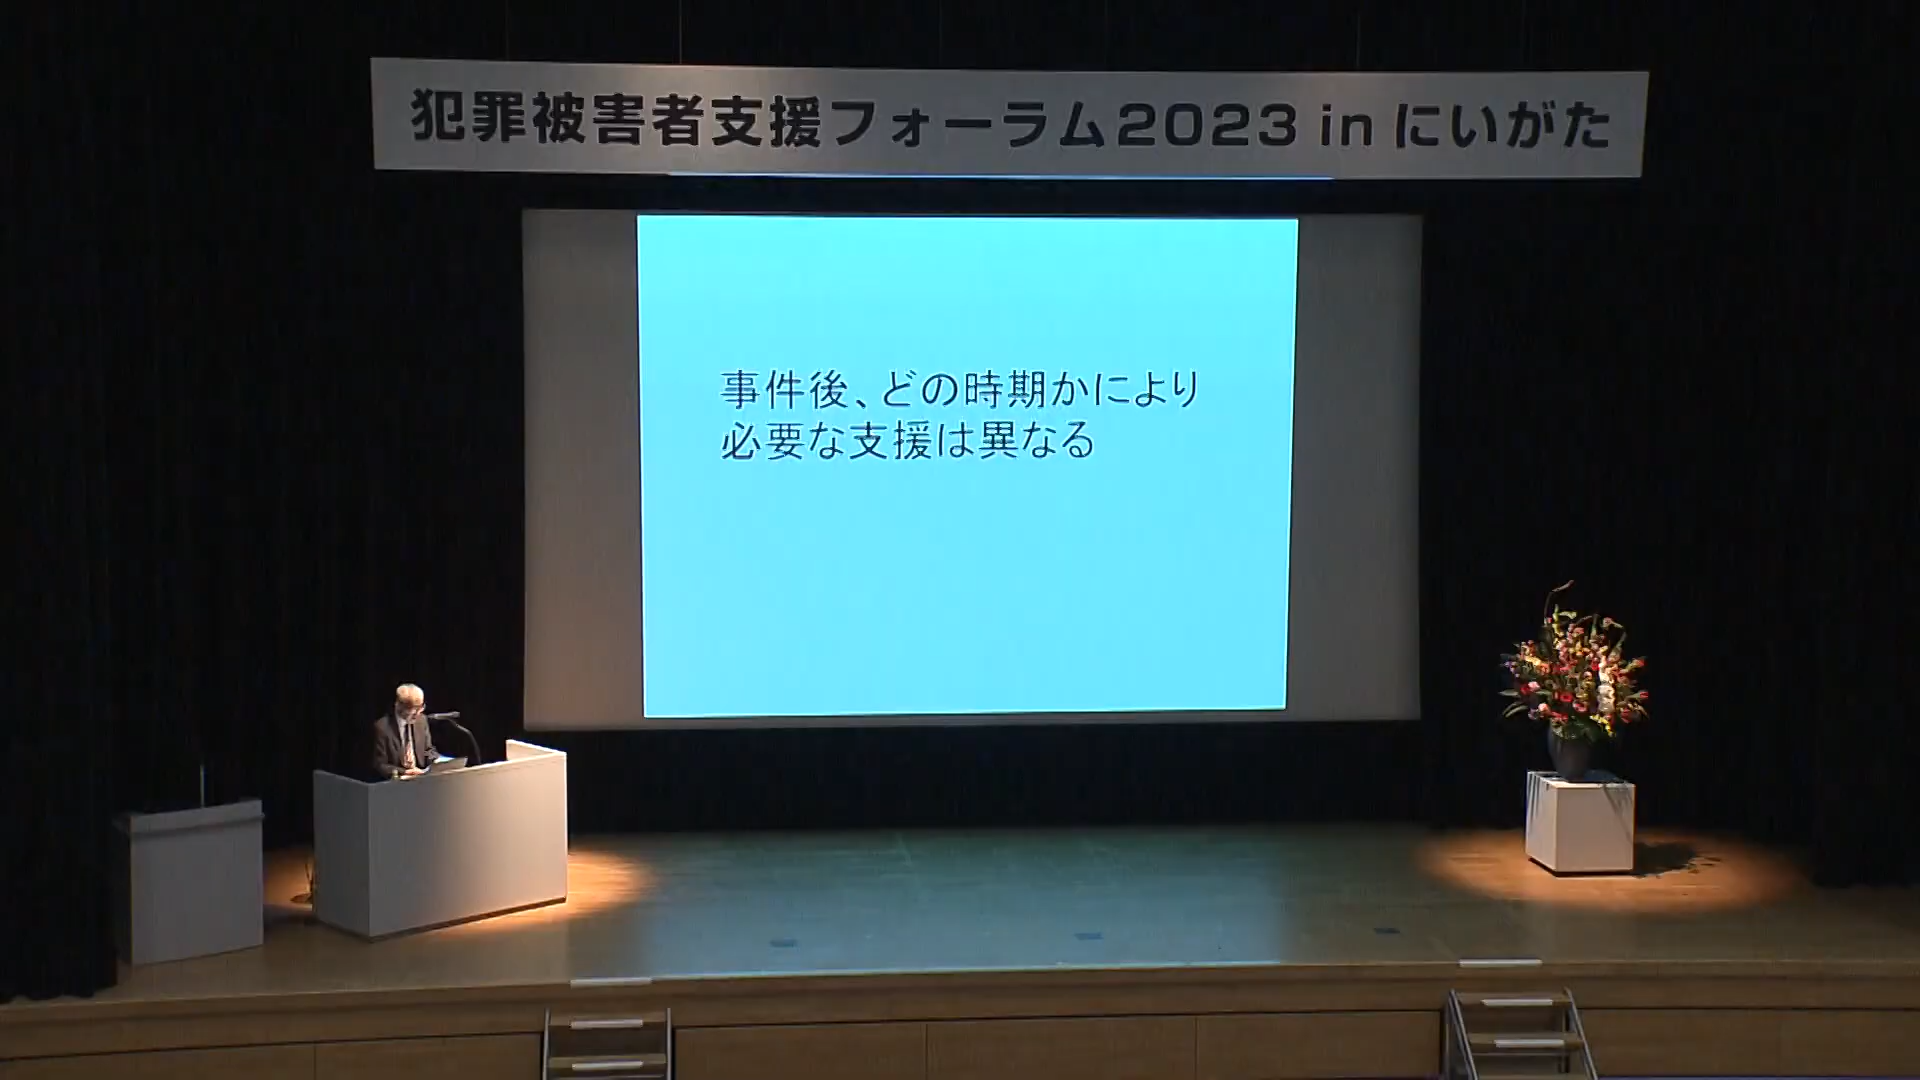 犯罪被害者支援フォーラム2023 in にいがた
事件後、どの時期かにより
必要な支援は異なる